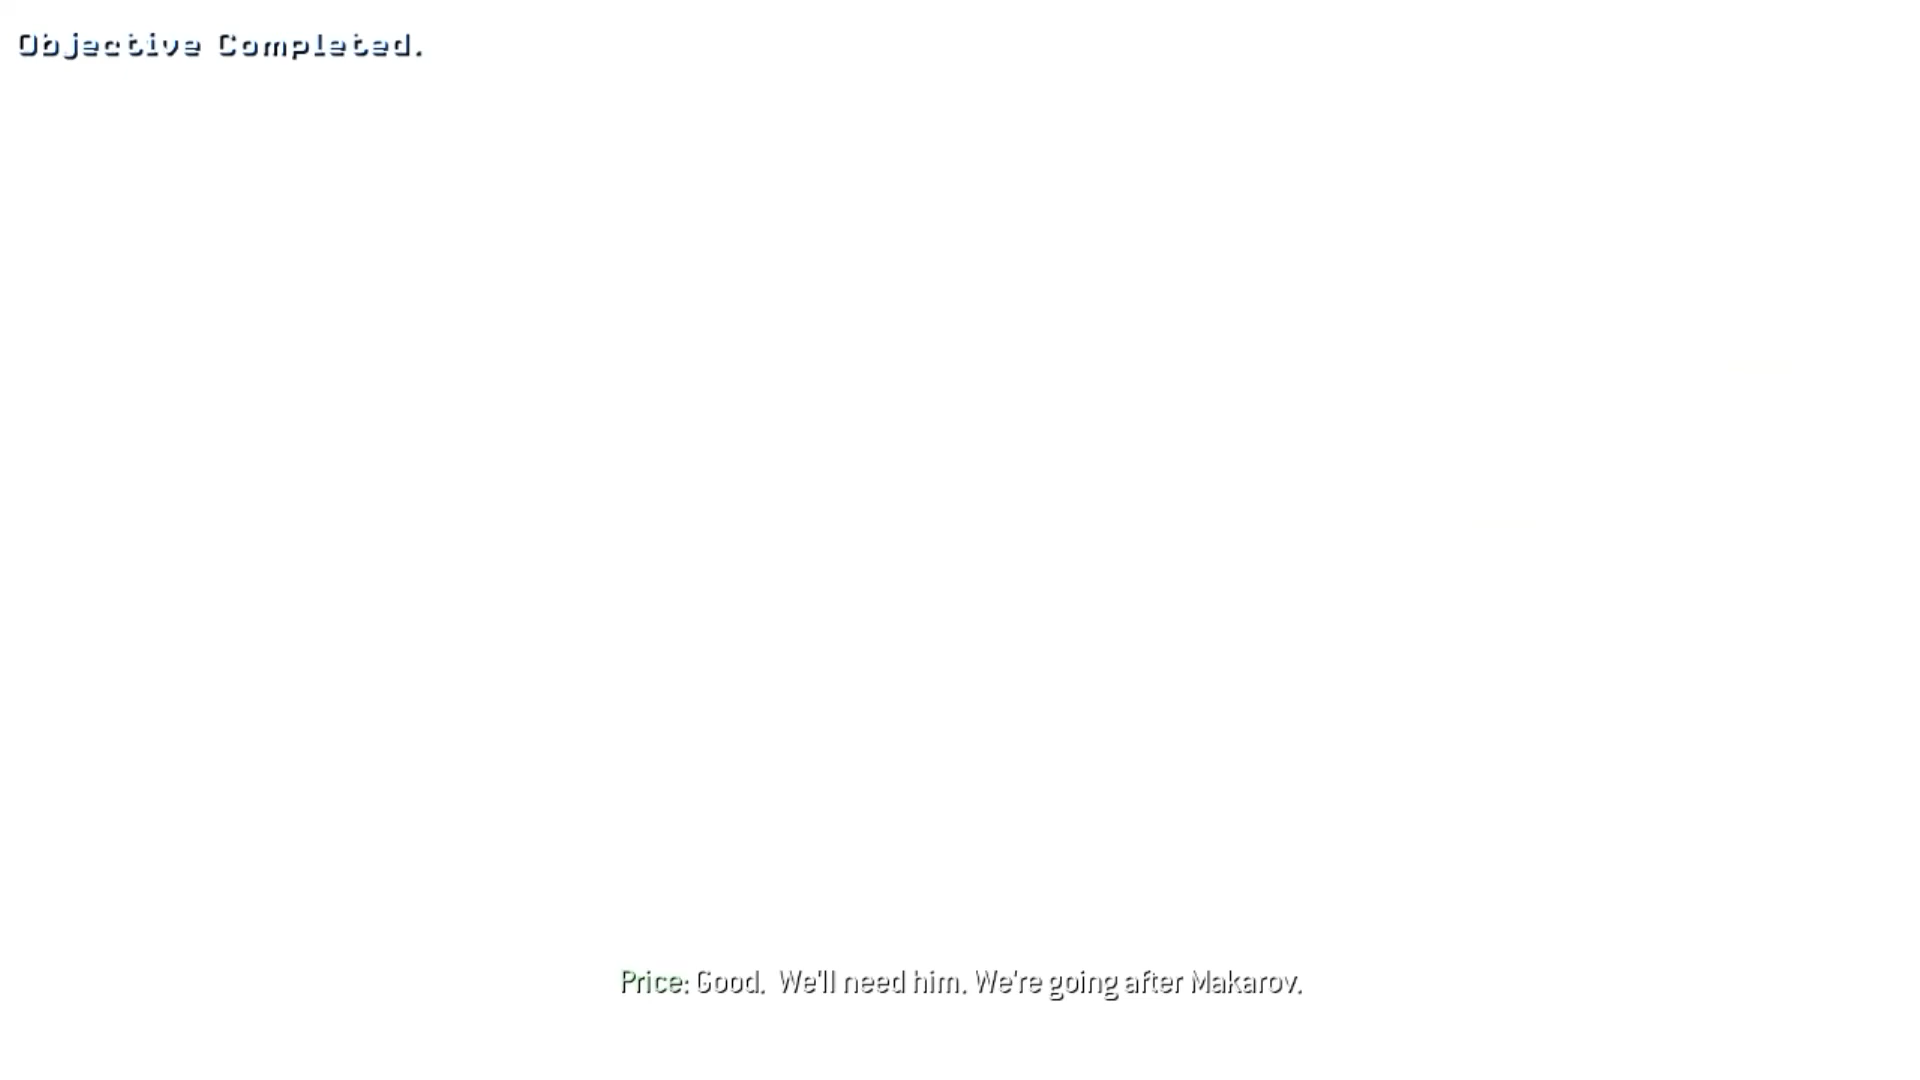 Objective Completed.
Price: Good. We'll need him. We're going after Makarov.